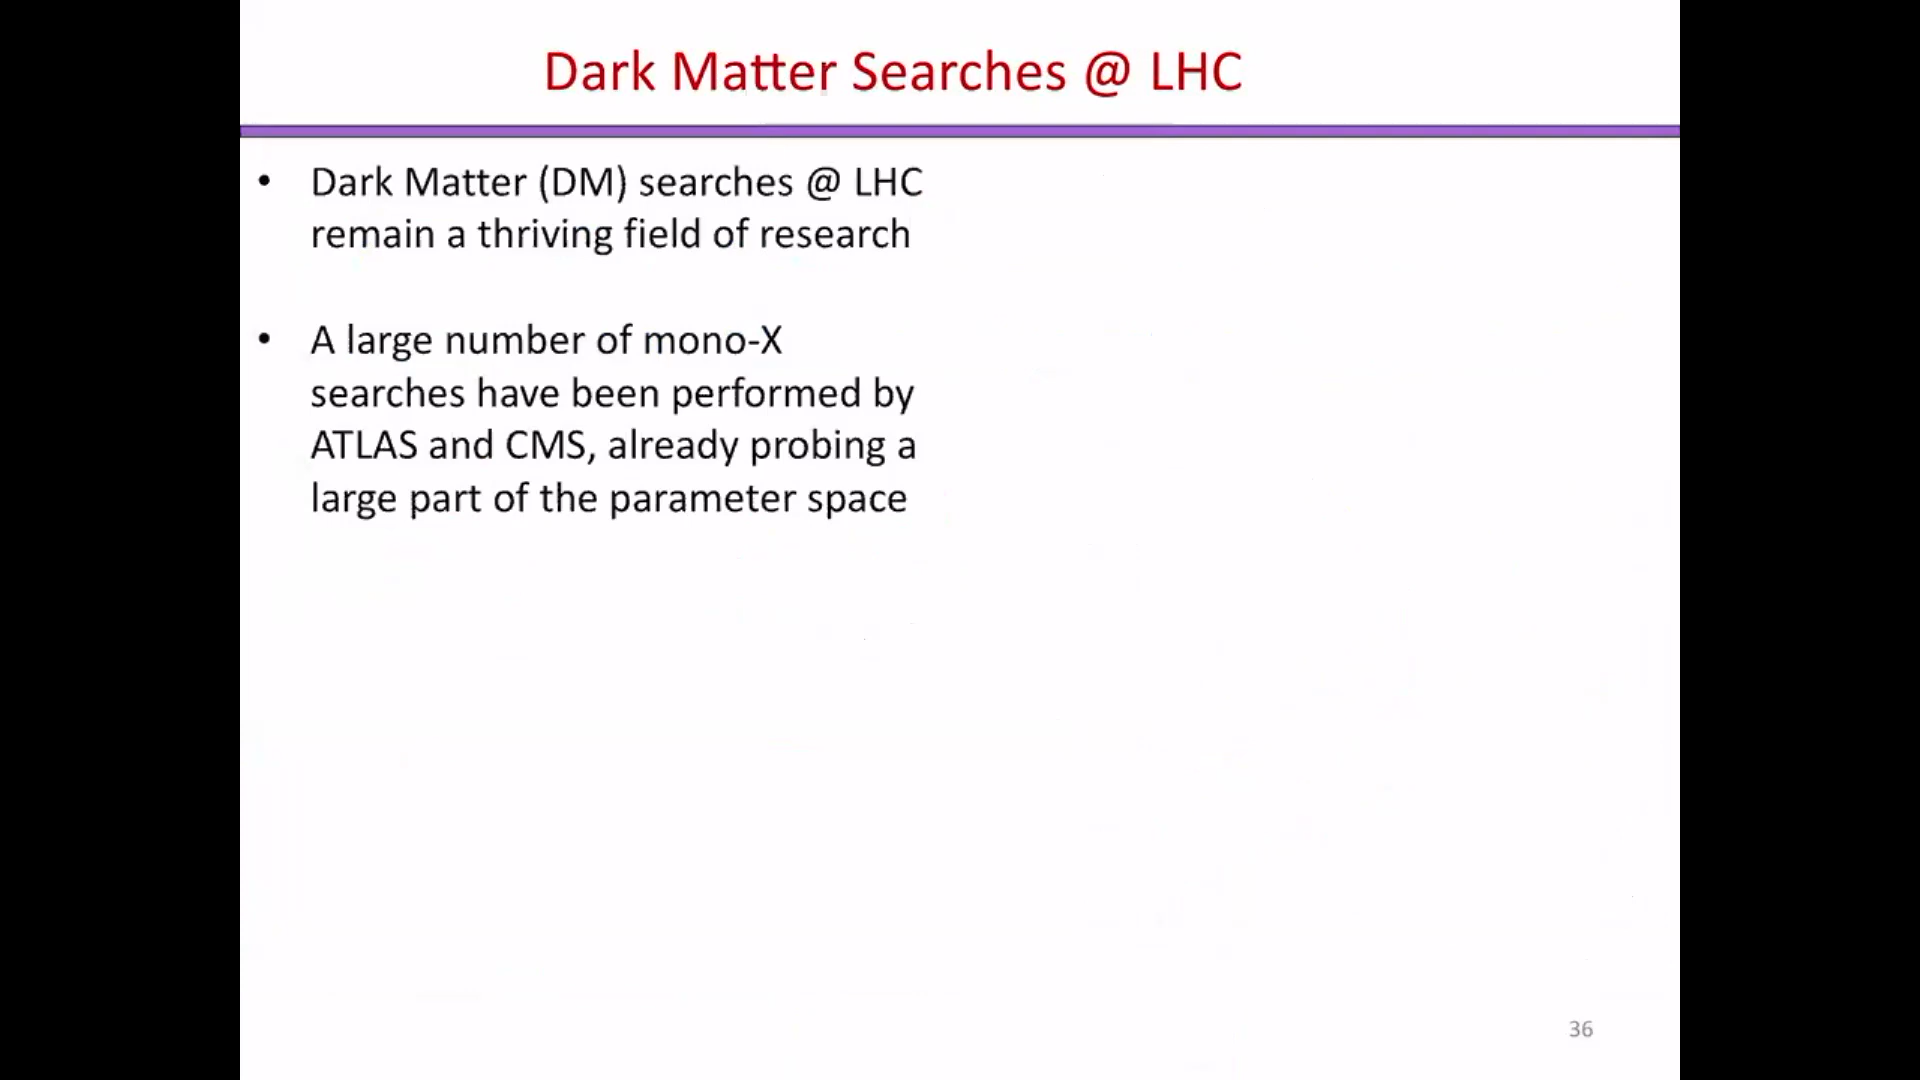 Dark Matter Searches @ LHC
• Dark Matter (DM) searches @ LHC
remain a thriving field of research
• A large number of mono-X
searches have been performed by
ATLAS and CMS, already probing a
large part of the parameter space
36